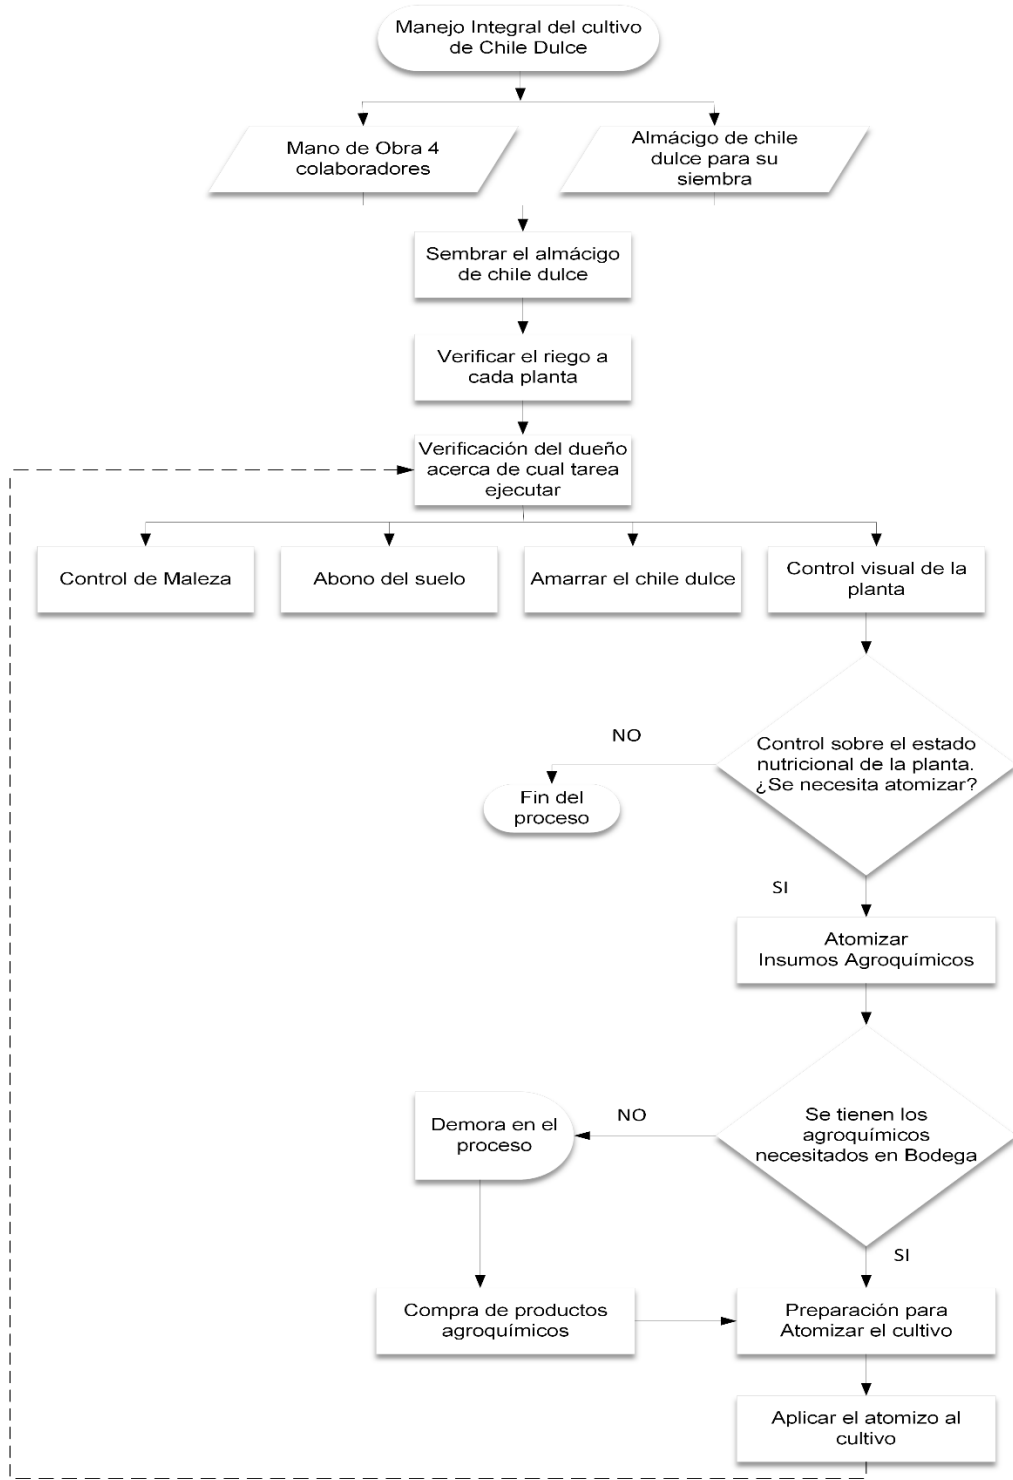 Manejo Integral del cultivo
de Chile Dulce
Mano de Obra 4
colaboradores
Almácigo de chile
dulce para su
siembra
Sembrar el almácigo
de chile dulce
Verificar el riego a
cada planta
Verificación del dueño
acerca de cual tarea
ejecutar
Control de Maleza
Abono del suelo
Amarrar el chile dulce
Control visual de la
planta
NO
Control sobre el estado
nutricional de la planta.
¿Se necesita atomizar?
Fin del
proceso
SI
Atomizar
Insumos Agroquímicos
Demora en el
proceso
NO
Se tienen los
agroquímicos
necesitados en Bodega
SI
Compra de productos
agroquímicos
Preparación para
Atomizar el cultivo
Aplicar el atomizo al
cultivo